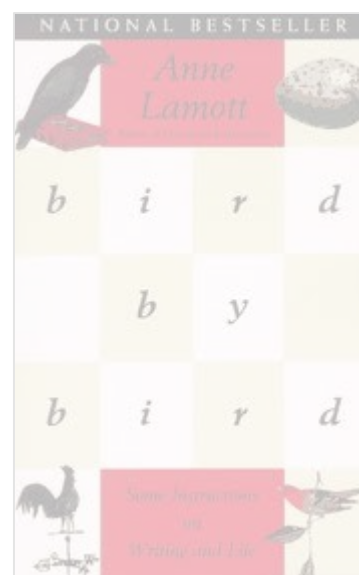 NATIONAL BESTSELLER
Anne
Lamott
b i r d
b y
b i r d
Some Instructions
on
Writing and Life